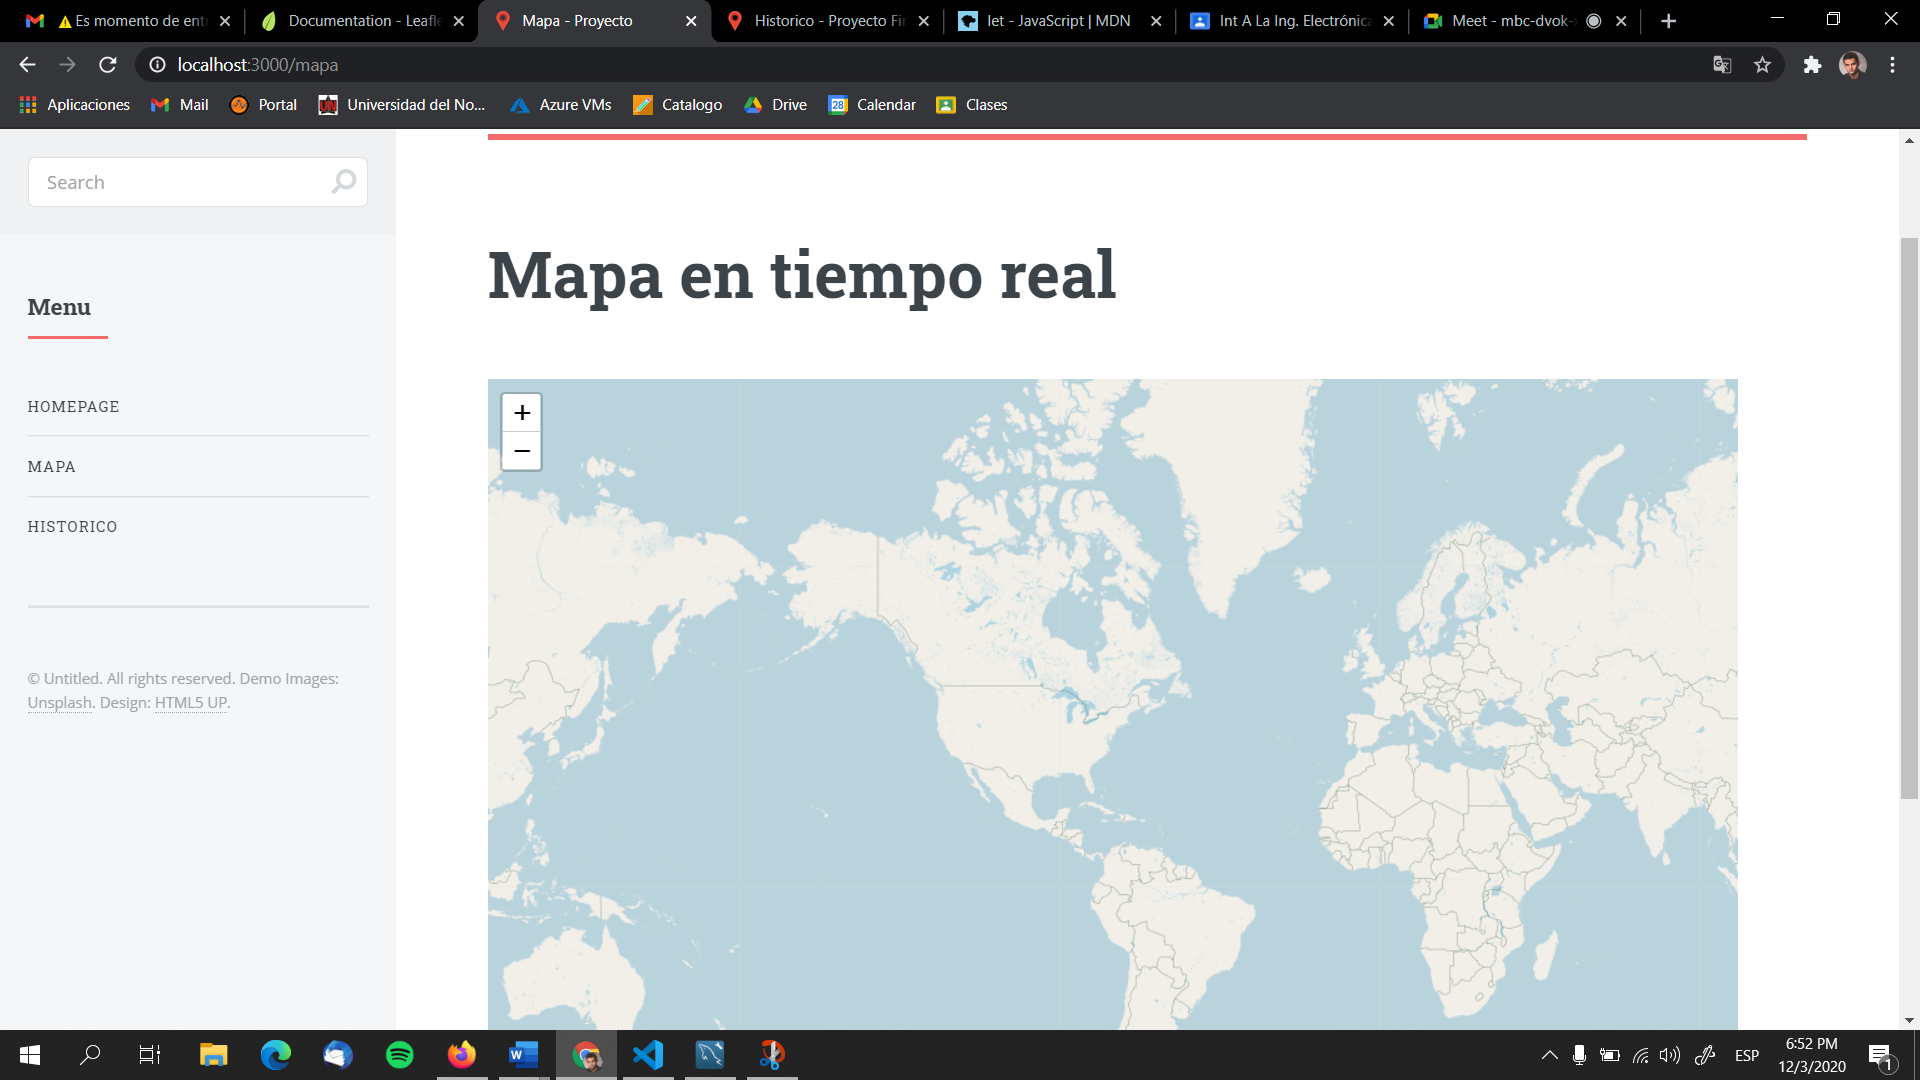 ⚠Es momento de ent
Documentation - Leafle
Mapa - Proyecto
Historico - Proyecto Fin
let - JavaScript | MDN
Int A La Ing. Electrónica
Meet - mbc-dvok-
localhost:3000/mapa
Aplicaciones
Mail
Portal
Universidad del No...
Azure VMs
Catalogo
Drive
28
Calendar
Clases
Search
Menu
HOMEPAGE
MAPA
HISTORICO
© Untitled. All rights reserved. Demo Images:
Unsplash. Design: HTML5 UP.
Mapa en tiempo real
+
−
ESP
6:52 PM
12/3/2020
1